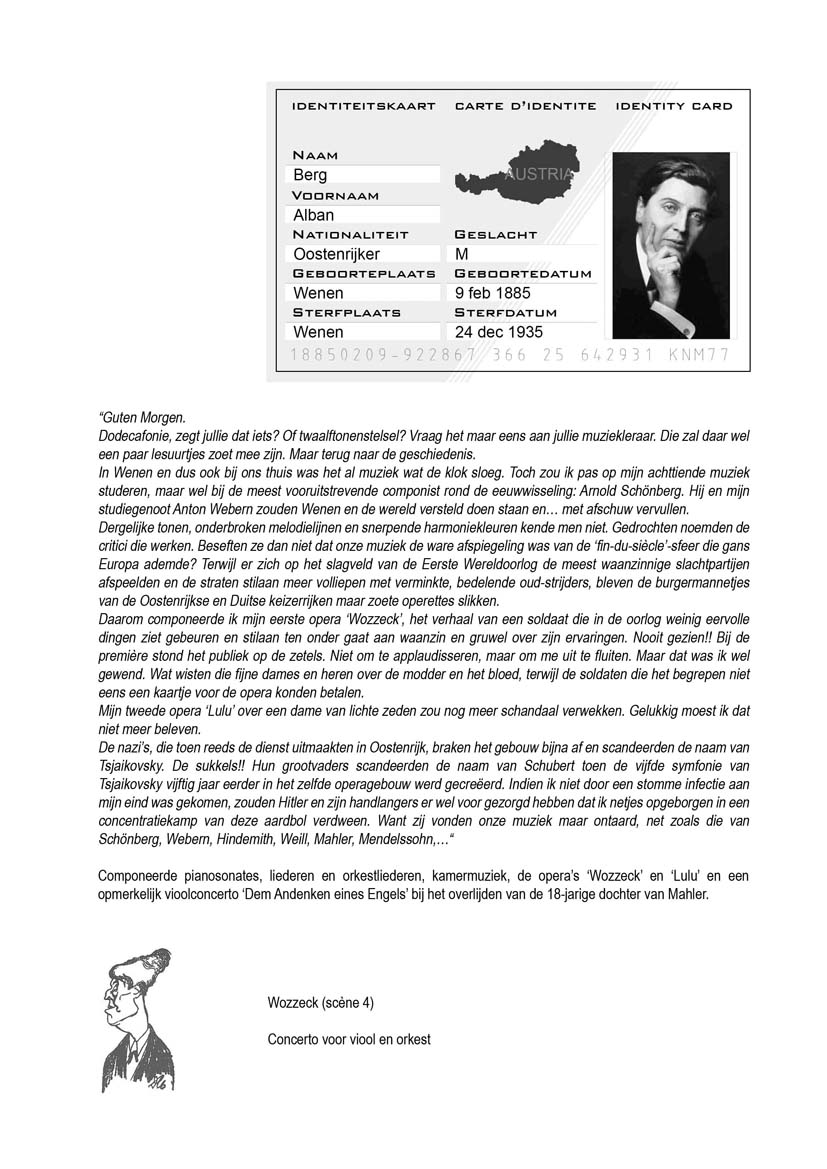 IDENTITEITSKAART CARTE D'IDENTITE IDENTITY CARD
NAAM
Berg
AUSTRIA
VOORNAAM
Alban
NATIONALITEIT GESLACHT
Oostenrijker M
GEBOORTEPLAATS GEBOORTEDATUM
Wenen 9 feb 1885
STERFPLAATS STERFDATUM
Wenen 24 dec 1935
18850209-922867 366 25 642931 KNM77
“Guten Morgen.
Dodecafonie, zegt jullie dat iets? Of twaalftonenstelsel? Vraag het maar eens aan jullie muziekleraar. Die zal daar wel
een paar lesuurtjes zoet mee zijn. Maar terug naar de geschiedenis.
In Wenen en dus ook bij ons thuis was het al muziek wat de klok sloeg. Toch zou ik pas op mijn achttiende muziek
studeren, maar wel bij de meest vooruitstrevende componist rond de eeuwwisseling: Arnold Schönberg. Hij en mijn
studiegenoot Anton Webern zouden Wenen en de wereld versteld doen staan en… met afschuw vervullen.
Dergelijke tonen, onderbroken melodielijnen en snerpende harmoniekleuren kende men niet. Gedrochten noemden de
critici die werken. Beseften ze dan niet dat onze muziek de ware afspiegeling was van de ‘fin-du-siècle’-sfeer die gans
Europa ademde? Terwijl er zich op het slagveld van de Eerste Wereldoorlog de meest waanzinnige slachtpartijen
afspeelden en de straten stilaan meer volliepen met verminkte, bedelende oud-strijders, bleven de burgermannetjes
van de Oostenrijkse en Duitse keizerrijken maar zoete operettes slikken.
Daarom componeerde ik mijn eerste opera ‘Wozzeck’, het verhaal van een soldaat die in de oorlog weinig eervolle
dingen ziet gebeuren en stilaan ten onder gaat aan waanzin en gruwel over zijn ervaringen. Nooit gezien!! Bij de
première stond het publiek op de zetels. Niet om te applaudisseren, maar om me uit te fluiten. Maar dat was ik wel
gewend. Wat wisten die fijne dames en heren over de modder en het bloed, terwijl de soldaten die het begrepen niet
eens een kaartje voor de opera konden betalen.
Mijn tweede opera ‘Lulu’ over een dame van lichte zeden zou nog meer schandaal verwekken. Gelukkig moest ik dat
niet meer beleven.
De nazi’s, die toen reeds de dienst uitmaakten in Oostenrijk, braken het gebouw bijna af en scandeerden de naam van
Tsjaikovsky. De sukkels!! Hun grootvaders scandeerden de naam van Schubert toen de vijfde symfonie van
Tsjaikovsky vijftig jaar eerder in het zelfde operagebouw werd gecreëerd. Indien ik niet door een stomme infectie aan
mijn eind was gekomen, zouden Hitler en zijn handlangers er wel voor gezorgd hebben dat ik netjes opgeborgen in een
concentratiekamp van deze aardbol verdween. Want zij vonden onze muziek maar ontaard, net zoals die van
Schönberg, Webern, Hindemith, Weill, Mahler, Mendelssohn,…“
Componeerde pianosonates, liederen en orkestliederen, kamermuziek, de opera’s ‘Wozzeck’ en ‘Lulu’ en een
opmerkelijk vioolconcerto ‘Dem Andenken eines Engels’ bij het overlijden van de 18-jarige dochter van Mahler.
Wozzeck (scène 4)
Concerto voor viool en orkest